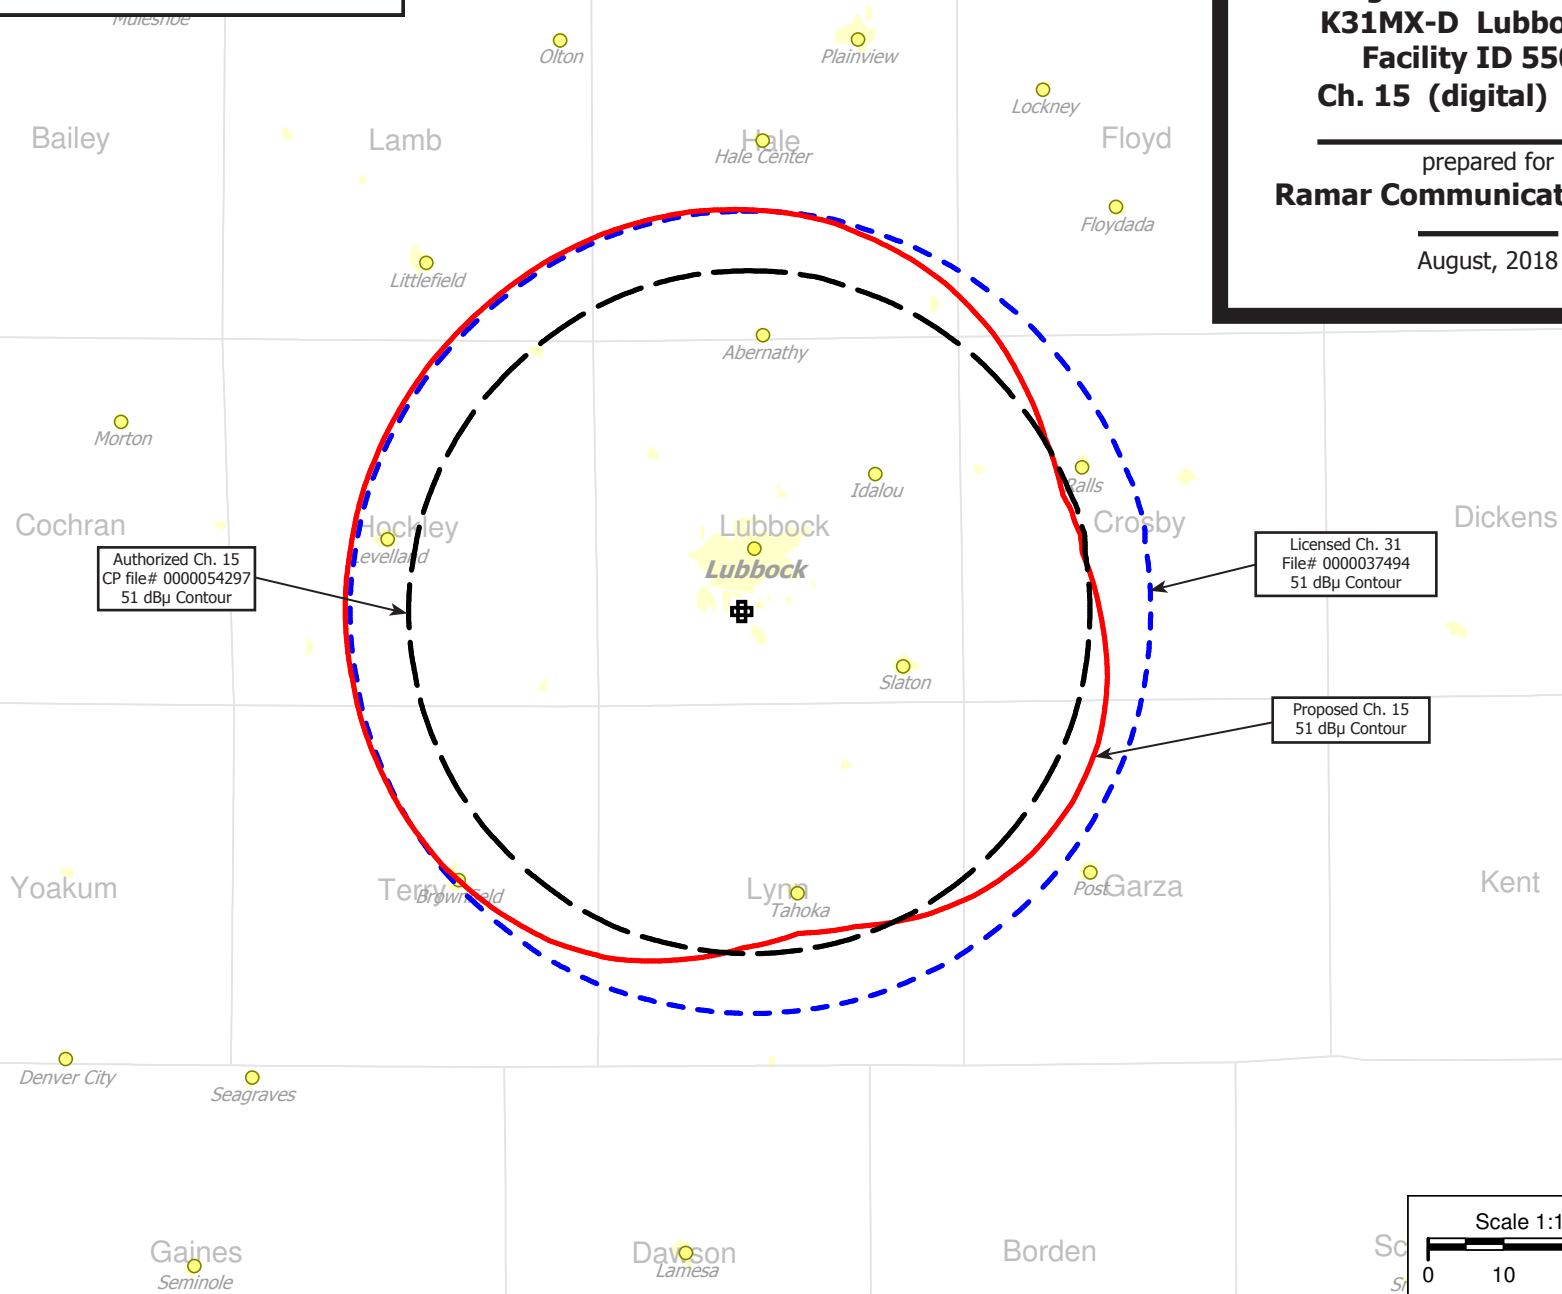 K31MX-D Lubbo
Facility ID 550
Ch. 15 (digital)
prepared for
Ramar Communicat
August, 2018
Muleshoe
Olton
Plainview
Lockney
Bailey
Lamb
Hale
Hale Center
Floyd
Floydada
Littlefield
Abernathy
Morton
Idalou
Ralls
Cochran
Hockley
Levelland
Lubbock
Lubbock
Crosby
Dickens
Authorized Ch. 15
CP file# 0000054297
51 dBµ Contour
Licensed Ch. 31
File# 0000037494
51 dBµ Contour
Slaton
Proposed Ch. 15
51 dBµ Contour
Yoakum
Terry
Brownfield
Lynn
Tahoka
Post
Garza
Kent
Denver City
Seagraves
Gaines
Seminole
Dawson
Lamesa
Borden
Sc
Scale 1:1
0 10